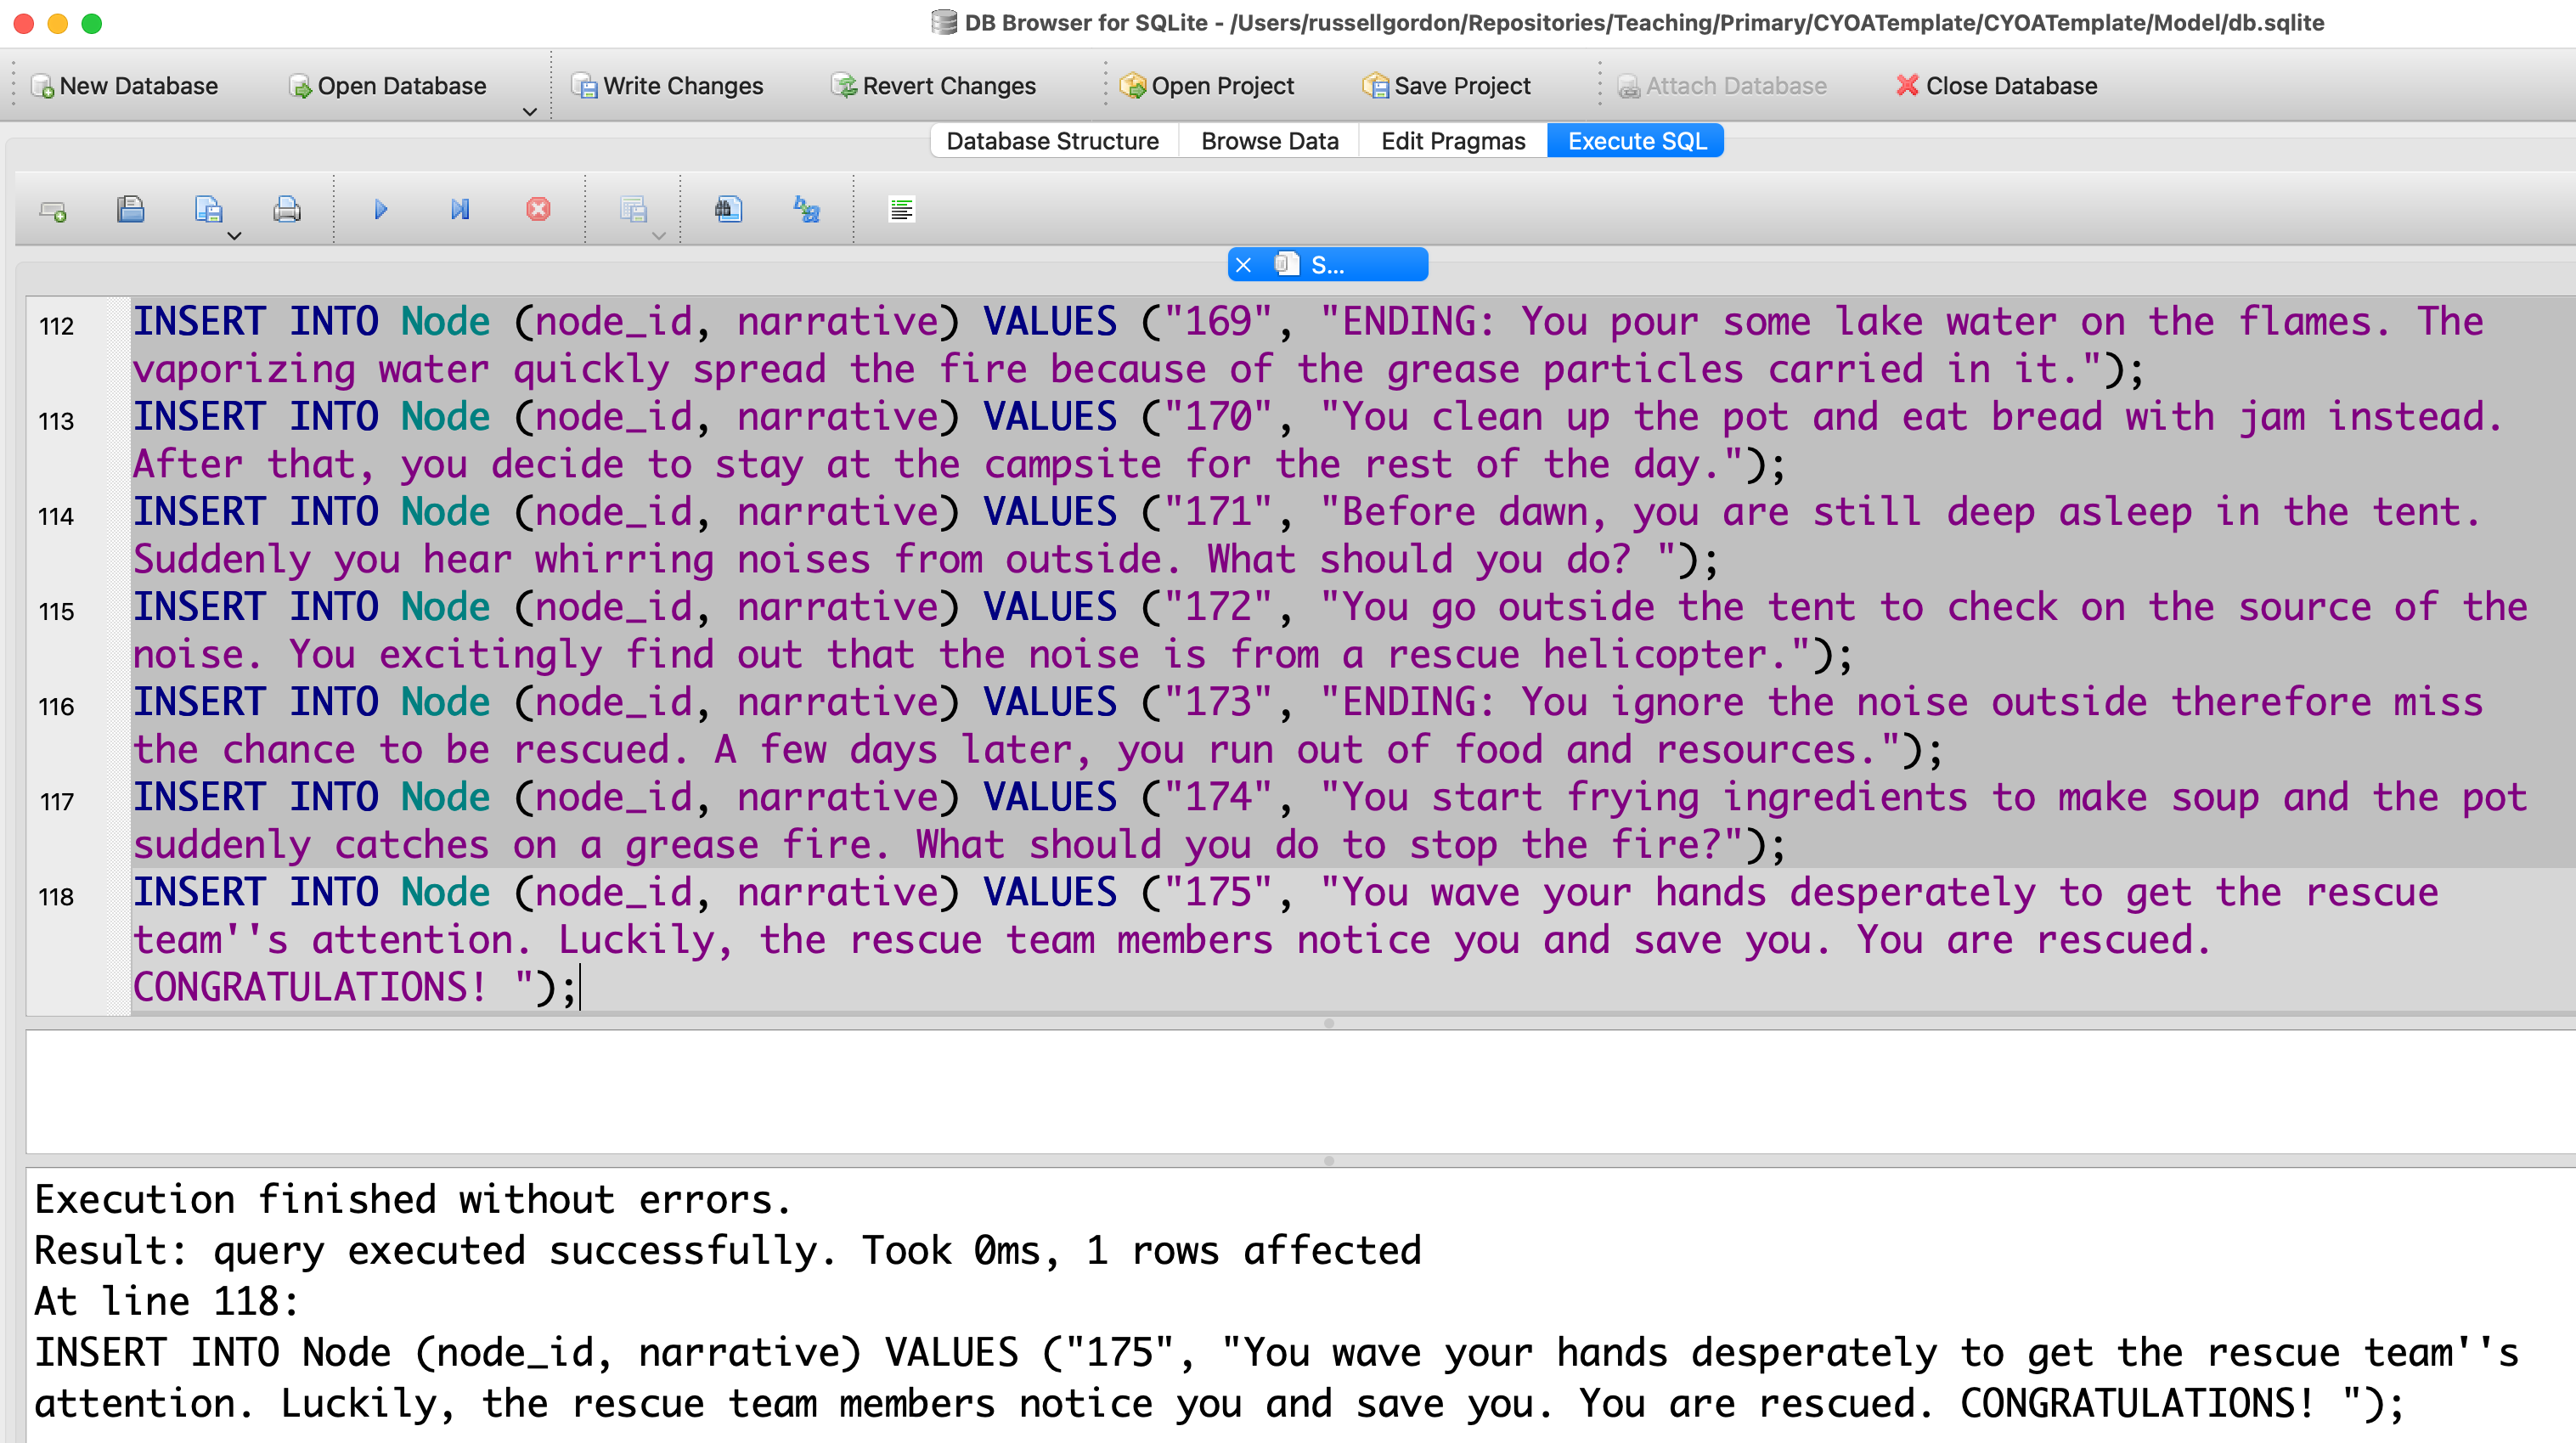 DB Browser for SQLite - /Users/russellgordon/Repositories/Teaching/Primary/CYOATemplate/CYOATemplate/Model/db.sqlite
New Database Open Database Write Changes Revert Changes Open Project Save Project Attach Database Close Database
Database Structure Browse Data Edit Pragmas Execute SQL
S...
112 INSERT INTO Node (node_id, narrative) VALUES ("169", "ENDING: You pour some lake water on the flames. The
vaporizing water quickly spread the fire because of the grease particles carried in it.");
113 INSERT INTO Node (node_id, narrative) VALUES ("170", "You clean up the pot and eat bread with jam instead.
After that, you decide to stay at the campsite for the rest of the day.");
114 INSERT INTO Node (node_id, narrative) VALUES ("171", "Before dawn, you are still deep asleep in the tent.
Suddenly you hear whirring noises from outside. What should you do? ");
115 INSERT INTO Node (node_id, narrative) VALUES ("172", "You go outside the tent to check on the source of the
noise. You excitingly find out that the noise is from a rescue helicopter.");
116 INSERT INTO Node (node_id, narrative) VALUES ("173", "ENDING: You ignore the noise outside therefore miss
the chance to be rescued. A few days later, you run out of food and resources.");
117 INSERT INTO Node (node_id, narrative) VALUES ("174", "You start frying ingredients to make soup and the pot
suddenly catches on a grease fire. What should you do to stop the fire?");
118 INSERT INTO Node (node_id, narrative) VALUES ("175", "You wave your hands desperately to get the rescue
team''s attention. Luckily, the rescue team members notice you and save you. You are rescued.
CONGRATULATIONS! ");
Execution finished without errors.
Result: query executed successfully. Took 0ms, 1 rows affected
At line 118:
INSERT INTO Node (node_id, narrative) VALUES ("175", "You wave your hands desperately to get the rescue team''s
attention. Luckily, the rescue team members notice you and save you. You are rescued. CONGRATULATIONS! ");